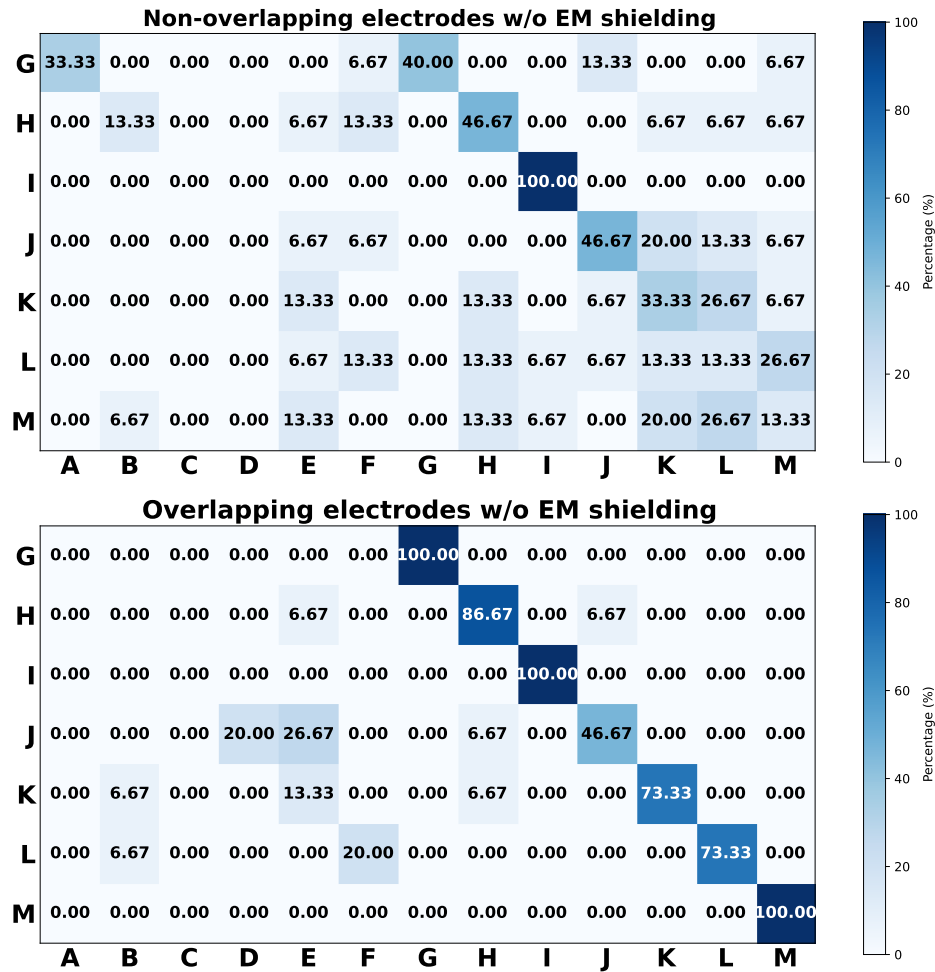 Non-overlapping electrodes w/o EM shielding
G 33.33 0.00 0.00 0.00 0.00 6.67 40.00 0.00 0.00 13.33 0.00 0.00 6.67
H 0.00 13.33 0.00 0.00 6.67 13.33 0.00 46.67 0.00 0.00 6.67 6.67 6.67
I 0.00 0.00 0.00 0.00 0.00 0.00 0.00 0.00 100.00 0.00 0.00 0.00 0.00
J 0.00 0.00 0.00 0.00 6.67 6.67 0.00 0.00 0.00 46.67 20.00 13.33 6.67
K 0.00 0.00 0.00 0.00 13.33 0.00 0.00 13.33 0.00 6.67 33.33 26.67 6.67
L 0.00 0.00 0.00 0.00 6.67 13.33 0.00 13.33 6.67 6.67 13.33 13.33 26.67
M 0.00 6.67 0.00 0.00 13.33 0.00 0.00 13.33 6.67 0.00 20.00 26.67 13.33
A B C D E F G H I J K L M
100
80
60
40
20
0
Percentage (%)
Overlapping electrodes w/o EM shielding
G 0.00 0.00 0.00 0.00 0.00 0.00 100.00 0.00 0.00 0.00 0.00 0.00 0.00
H 0.00 0.00 0.00 0.00 6.67 0.00 0.00 86.67 0.00 6.67 0.00 0.00 0.00
I 0.00 0.00 0.00 0.00 0.00 0.00 0.00 0.00 100.00 0.00 0.00 0.00 0.00
J 0.00 0.00 0.00 20.00 26.67 0.00 0.00 6.67 0.00 46.67 0.00 0.00 0.00
K 0.00 6.67 0.00 0.00 13.33 0.00 0.00 6.67 0.00 0.00 73.33 0.00 0.00
L 0.00 6.67 0.00 0.00 0.00 20.00 0.00 0.00 0.00 0.00 0.00 73.33 0.00
M 0.00 0.00 0.00 0.00 0.00 0.00 0.00 0.00 0.00 0.00 0.00 0.00 100.00
A B C D E F G H I J K L M
100
80
60
40
20
0
Percentage (%)